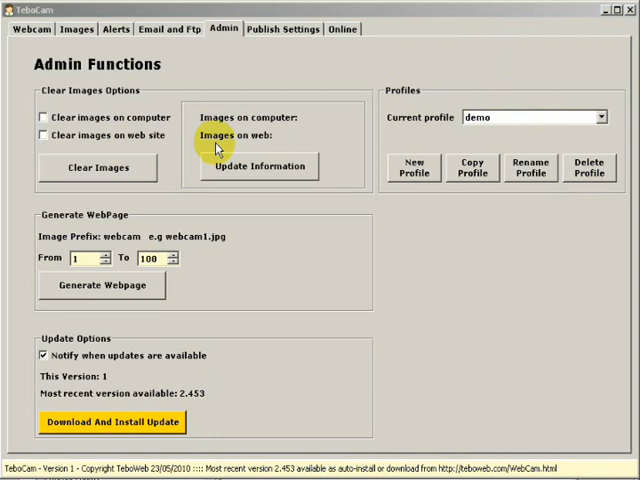 TeboCam
Webcam Images Alerts Email and Ftp Admin Publish Settings Online
Admin Functions
Clear Images Options
Clear images on computer
Clear images on web site
Clear Images
Images on computer:
Images on web:
Update Information
Profiles
Current profile demo
New Profile
Copy Profile
Rename Profile
Delete Profile
Generate WebPage
Image Prefix: webcam e.g webcam1.jpg
From 1 To 100
Generate Webpage
Update Options
Notify when updates are available
This Version: 1
Most recent version available: 2.453
Download And Install Update
TeboCam - Version 1 - Copyright TeboWeb 23/05/2010 :::: Most recent version 2.453 available as auto-install or download from http://teboweb.com/WebCam.html